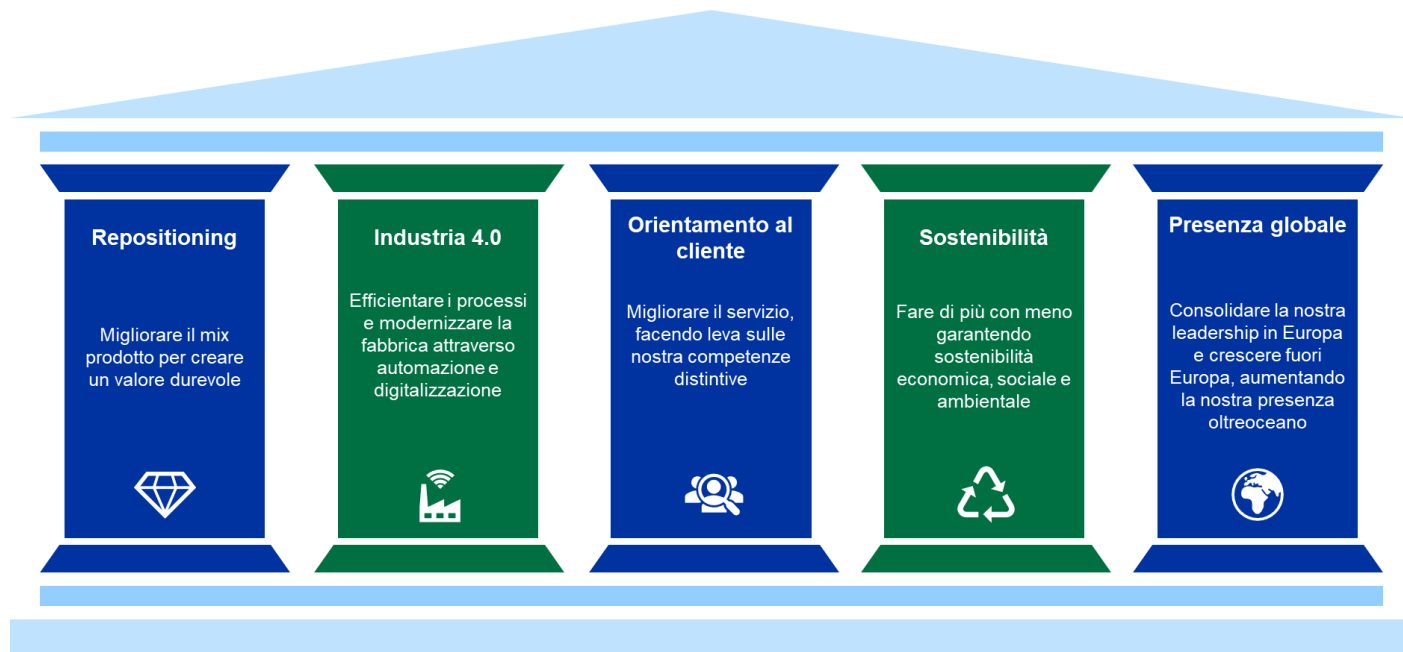 Repositioning
Migliorare il mix
prodotto per creare
un valore durevole
Industria 4.0
Efficientare i processi
e modernizzare la
fabbrica attraverso
automazione e
digitalizzazione
Orientamento al
cliente
Migliorare il servizio,
facendo leva sulle
nostra competenze
distintive
Sostenibilità
Fare di più con meno
garantendo
sostenibilità
economica, sociale e
ambientale
Presenza globale
Consolidare la nostra
leadership in Europa
e crescere fuori
Europa, aumentando
la nostra presenza
oltreoceano